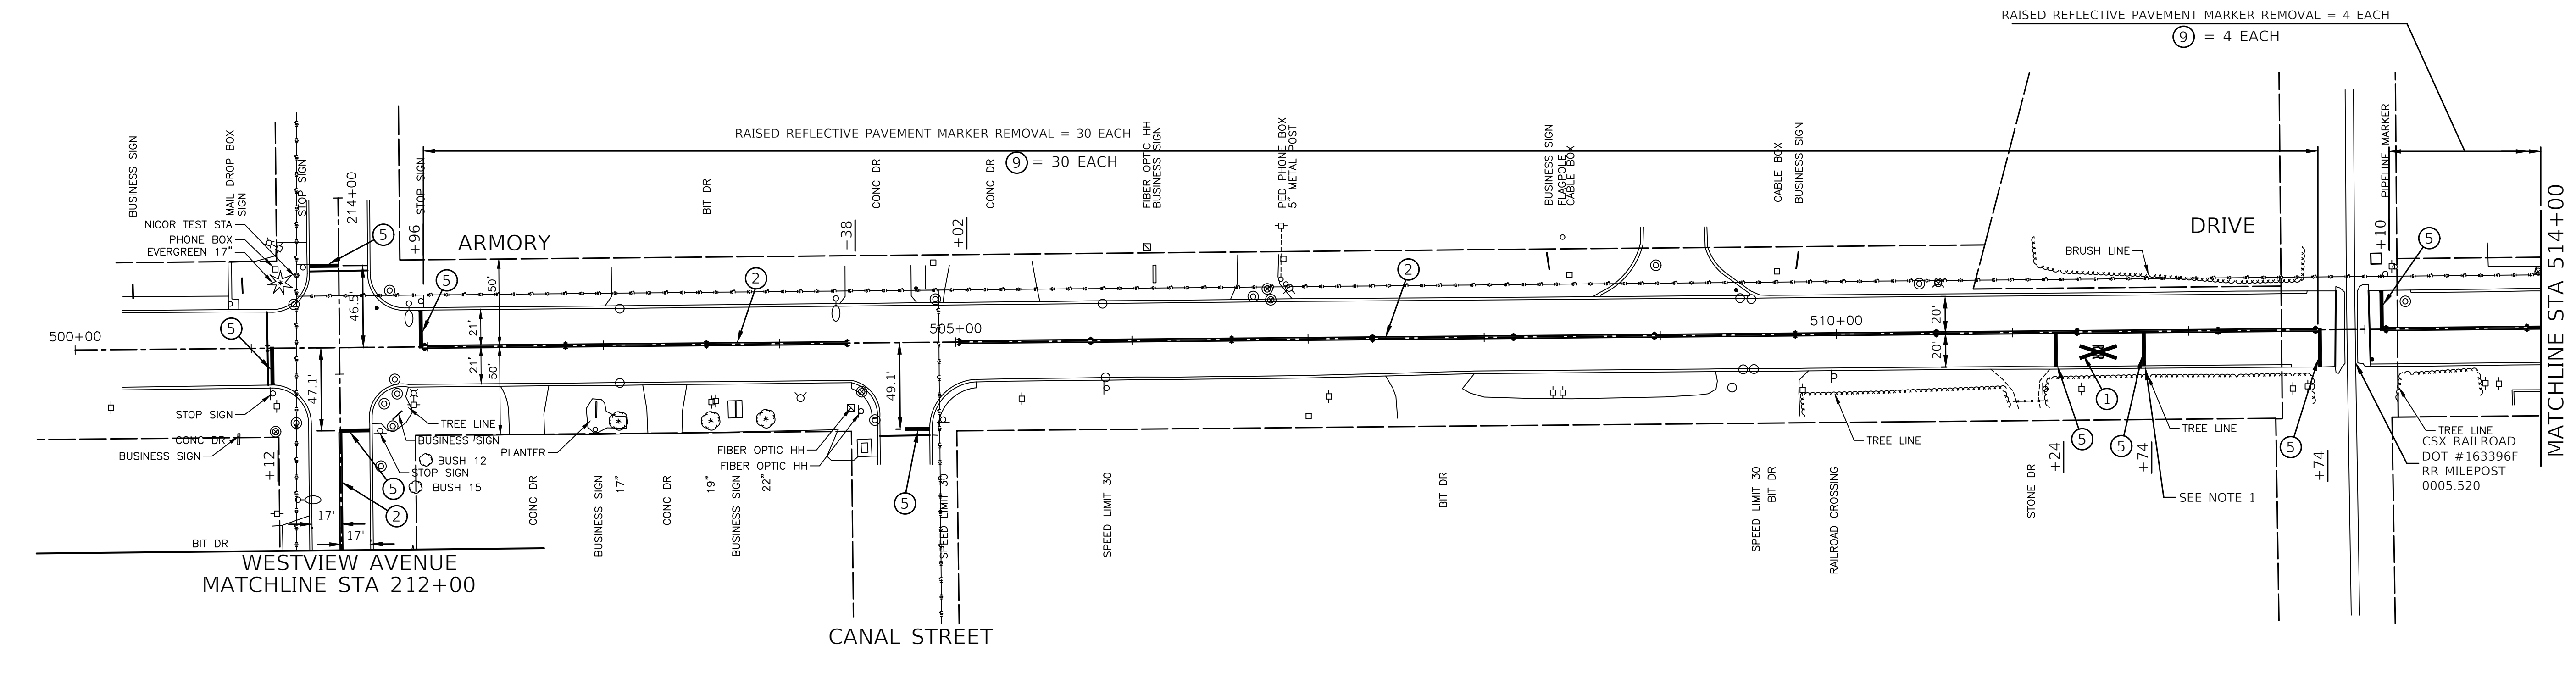 RAISED REFLECTIVE PAVEMENT MARKER REMOVAL = 4 EACH
9 = 4 EACH
RAISED REFLECTIVE PAVEMENT MARKER REMOVAL = 30 EACH
9 = 30 EACH
BUSINESS SIGN
MAIL DROP BOX
SIGN
STOP SIGN
214+00
STOP SIGN
BIT DR
CONC DR
CONC DR
FIBER OPTIC HH
BUSINESS SIGN
PED PHONE BOX
5" METAL POST
BUSINESS SIGN
FLAGPOLE
CABLE BOX
CABLE BOX
BUSINESS SIGN
PIPELINE MARKER
NICOR TEST STA
PHONE BOX
EVERGREEN 17"
5
+96
ARMORY
+38
+02
DRIVE
BRUSH LINE
+10
5
MATCHLINE STA 514+00
46.5'
5
50'
2
2
500+00
5
21'
505+00
510+00
20'
47.1'
21'
50'
49.1'
20'
1
STOP SIGN
CONC DR
BUSINESS SIGN
+12
TREE LINE
BUSINESS SIGN
BUSH 12
STOP SIGN
BUSH 15
5
2
PLANTER
FIBER OPTIC HH
FIBER OPTIC HH
5
TREE LINE
5
+24
5
+74
TREE LINE
SEE NOTE 1
5
+74
TREE LINE
CSX RAILROAD
DOT #163396F
RR MILEPOST
0005.520
17'
17'
BIT DR
CONC DR
BUSINESS SIGN
17"
CONC DR
19"
BUSINESS SIGN
22"
SPEED LIMIT 30
SPEED LIMIT 30
BIT DR
SPEED LIMIT 30
BIT DR
RAILROAD CROSSING
STONE DR
WESTVIEW AVENUE
MATCHLINE STA 212+00
CANAL STREET